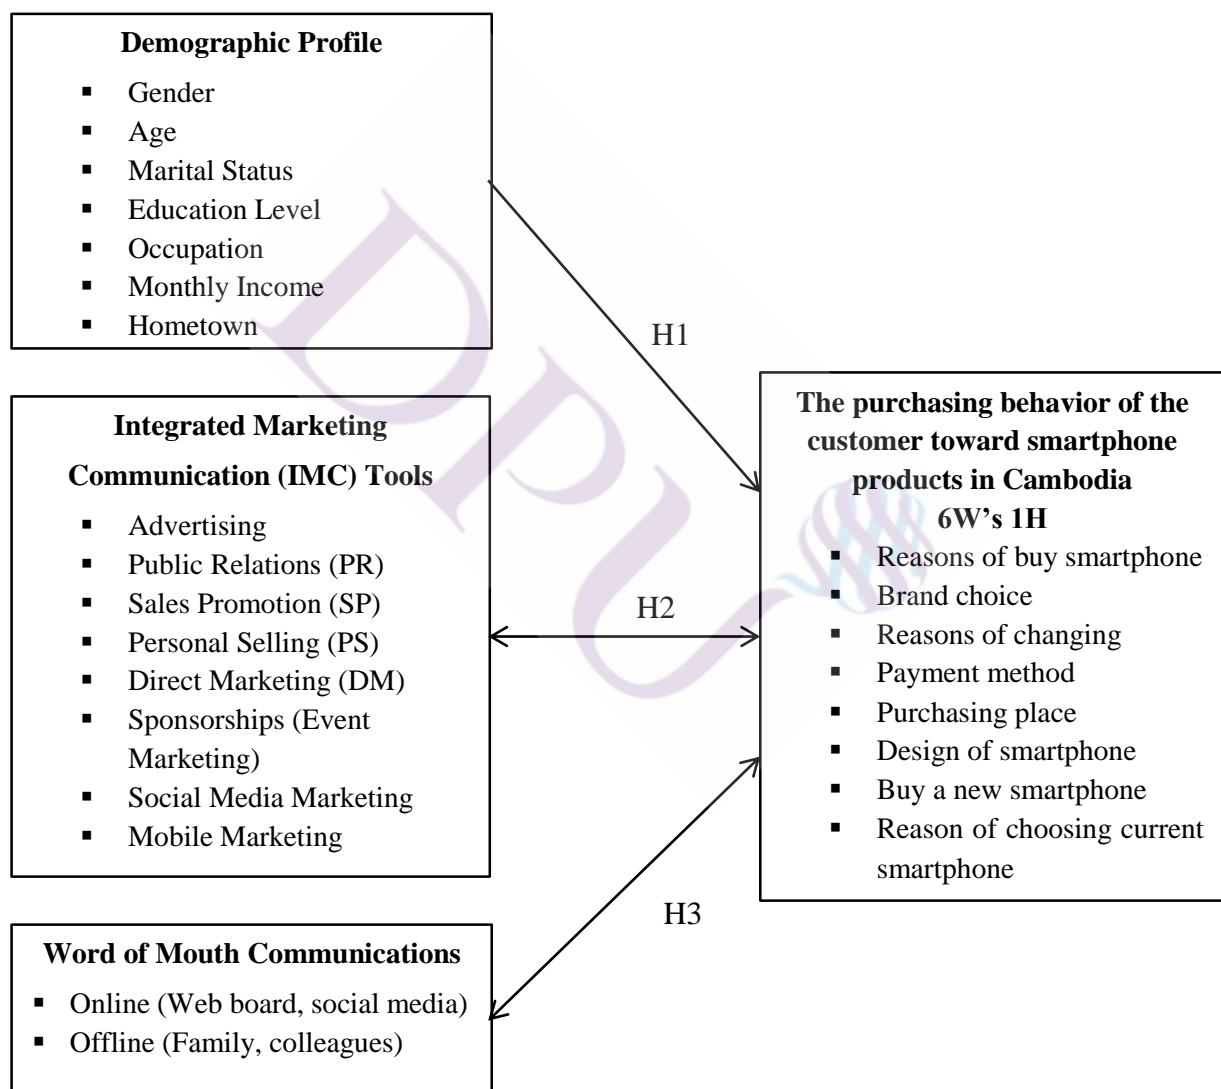 Demographic Profile
▪ Gender
▪ Age
▪ Marital Status
▪ Education Level
▪ Occupation
▪ Monthly Income
▪ Hometown
H1
Integrated Marketing
Communication (IMC) Tools
▪ Advertising
▪ Public Relations (PR)
▪ Sales Promotion (SP)
▪ Personal Selling (PS)
▪ Direct Marketing (DM)
▪ Sponsorships (Event
Marketing)
▪ Social Media Marketing
▪ Mobile Marketing
H2
The purchasing behavior of the
customer toward smartphone
products in Cambodia
6W’s 1H
▪ Reasons of buy smartphone
▪ Brand choice
▪ Reasons of changing
▪ Payment method
▪ Purchasing place
▪ Design of smartphone
▪ Buy a new smartphone
▪ Reason of choosing current
smartphone
H3
Word of Mouth Communications
▪ Online (Web board, social media)
▪ Offline (Family, colleagues)
DPU